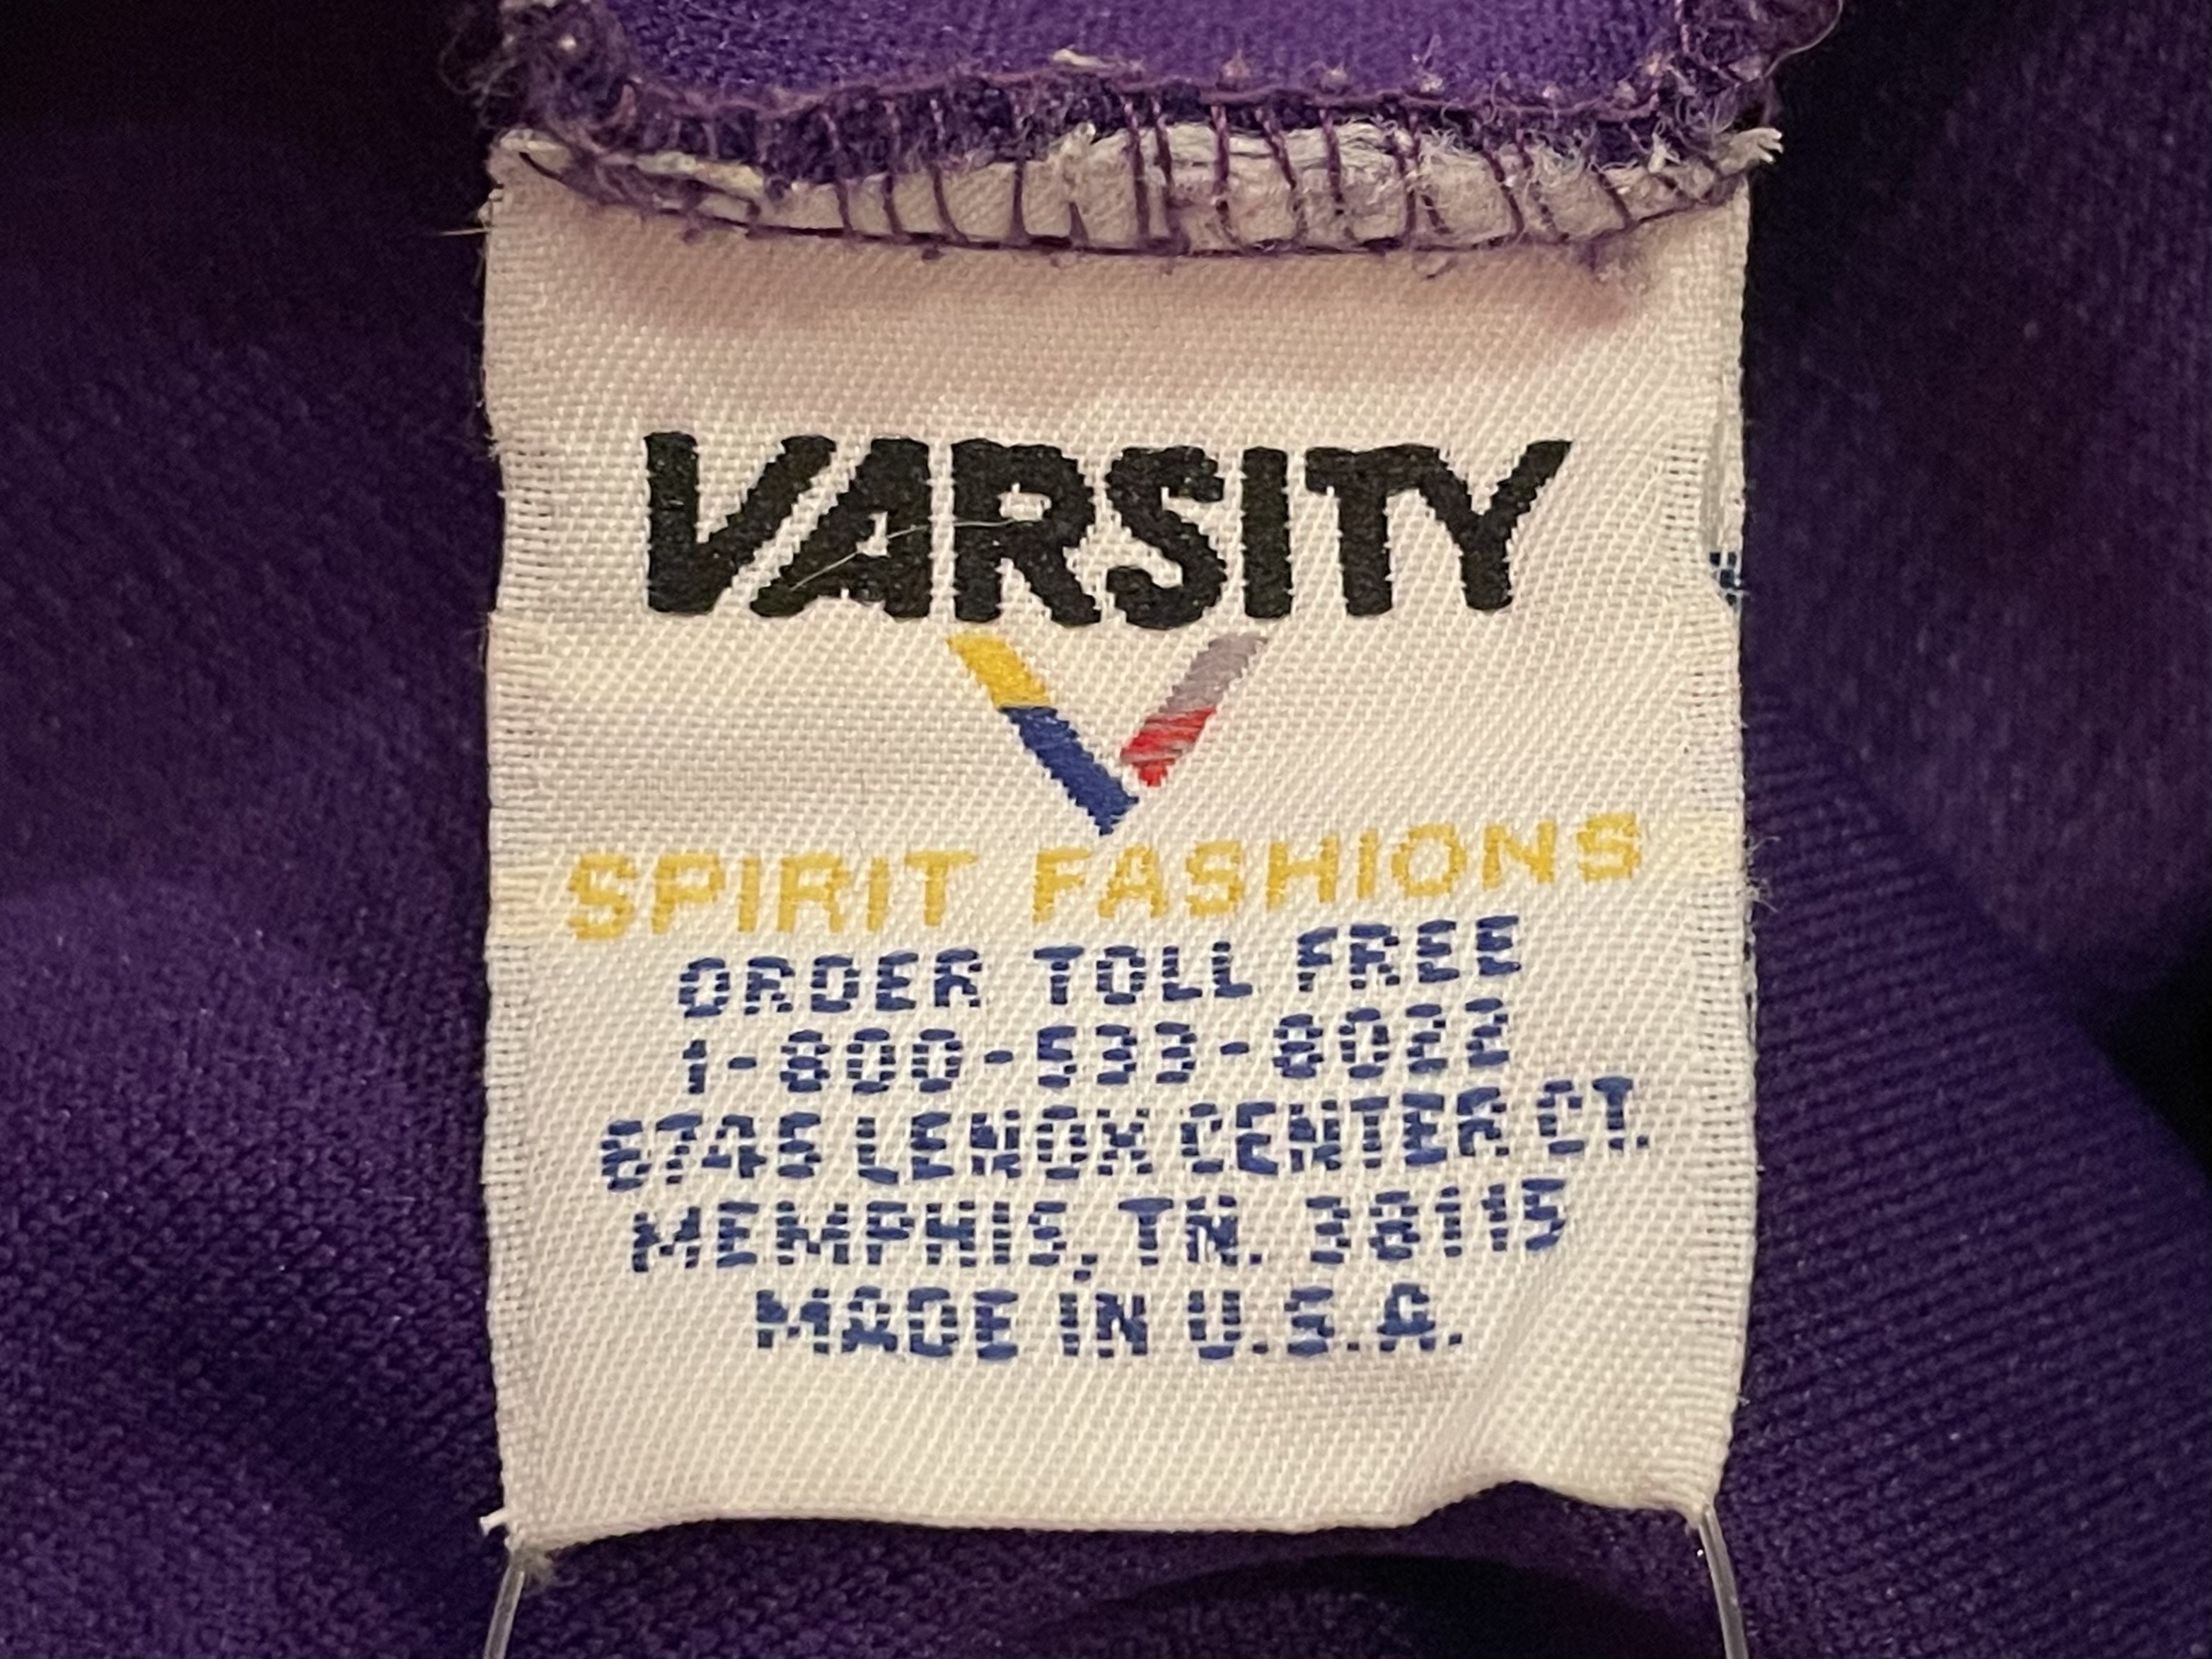 VARSITY
SPIRIT FASHIONS
ORDER TOLL FREE
1-800-533-8022
6745 LENOX CENTER CT.
MEMPHIS, TN. 38115
MADE IN U.S.A.